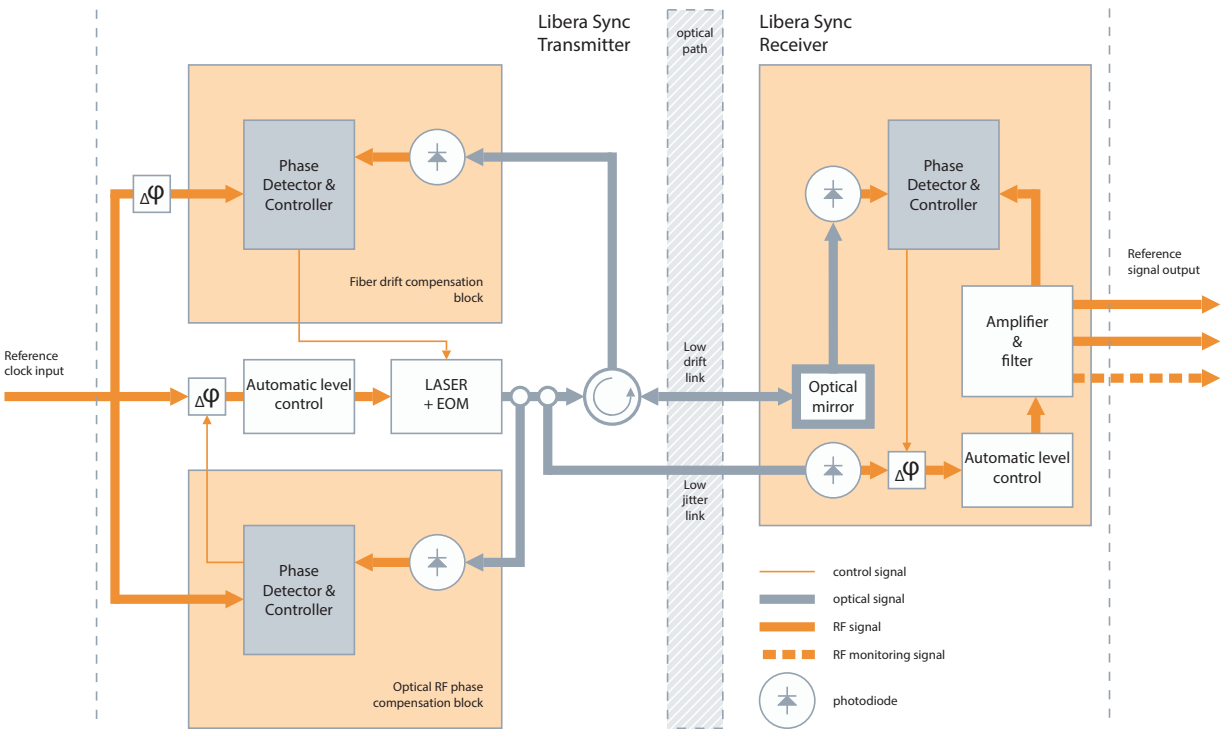 Libera Sync
Transmitter
optical
path
Libera Sync
Receiver
Phase
Detector &
Controller
ΔΦ
Fiber drift compensation
block
Phase
Detector &
Controller
Reference
signal output
Amplifier
&
filter
Reference
clock input
ΔΦ
Automatic level
control
LASER
+ EOM
Low
drift
link
Optical
mirror
Low
jitter
link
ΔΦ
Automatic level
control
Phase
Detector &
Controller
Optical RF phase
compensation block
control signal
optical signal
RF signal
RF monitoring signal
photodiode